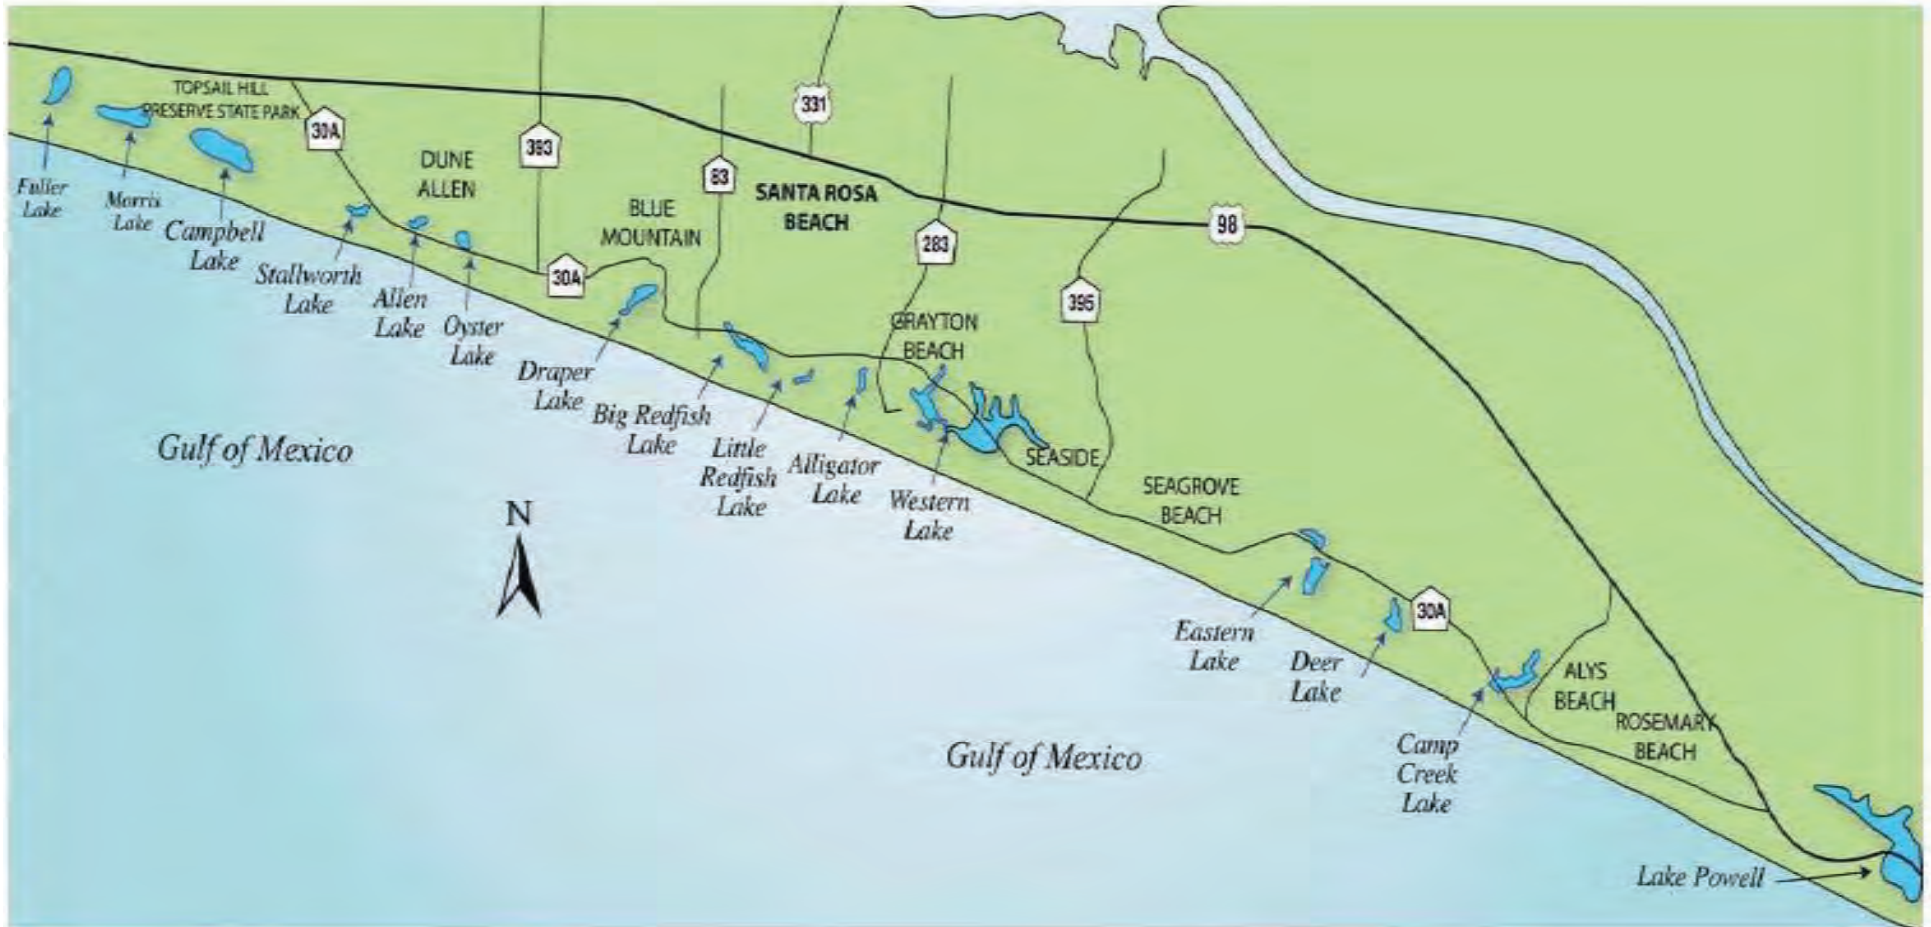 TOPSAIL HILL
PRESERVE STATE PARK
30A
393
331
83
DUNE
ALLEN
BLUE
MOUNTAIN
SANTA ROSA
BEACH
98
283
395
30A
Fuller
Lake
Morris
Lake
Campbell
Lake
Stallworth
Lake
Allen
Lake
Oyster
Lake
Draper
Lake
Big Redfish
Lake
Little
Redfish
Lake
Alligator
Lake
Western
Lake
GRAYTON
BEACH
SEASIDE
SEAGROVE
BEACH
Gulf of Mexico
N
Eastern
Lake
Deer
Lake
30A
Camp
Creek
Lake
ALYS
BEACH
ROSEMARY
BEACH
Gulf of Mexico
Lake Powell